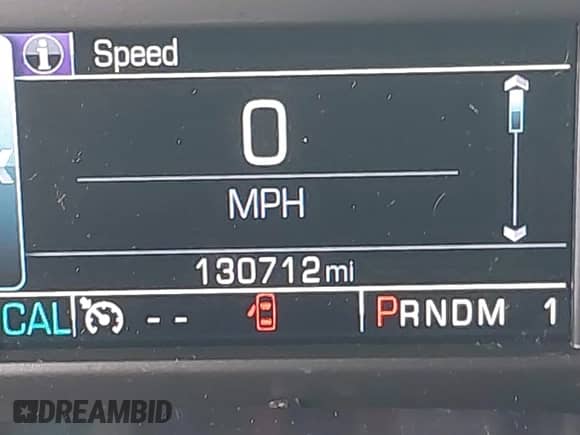 Speed
0
MPH
130712mi
CAL -- PRNDM 1
DREAMBID